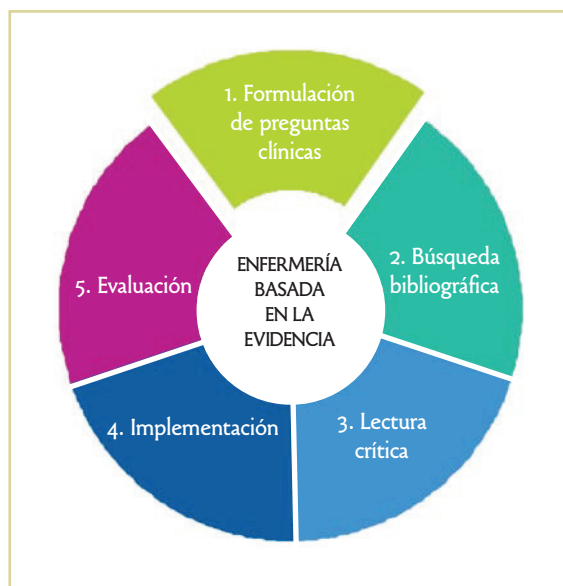 1. Formulación
de preguntas
clínicas
2. Búsqueda
bibliográfica
3. Lectura
crítica
4. Implementación
5. Evaluación
ENFERMERÍA
BASADA
EN LA
EVIDENCIA